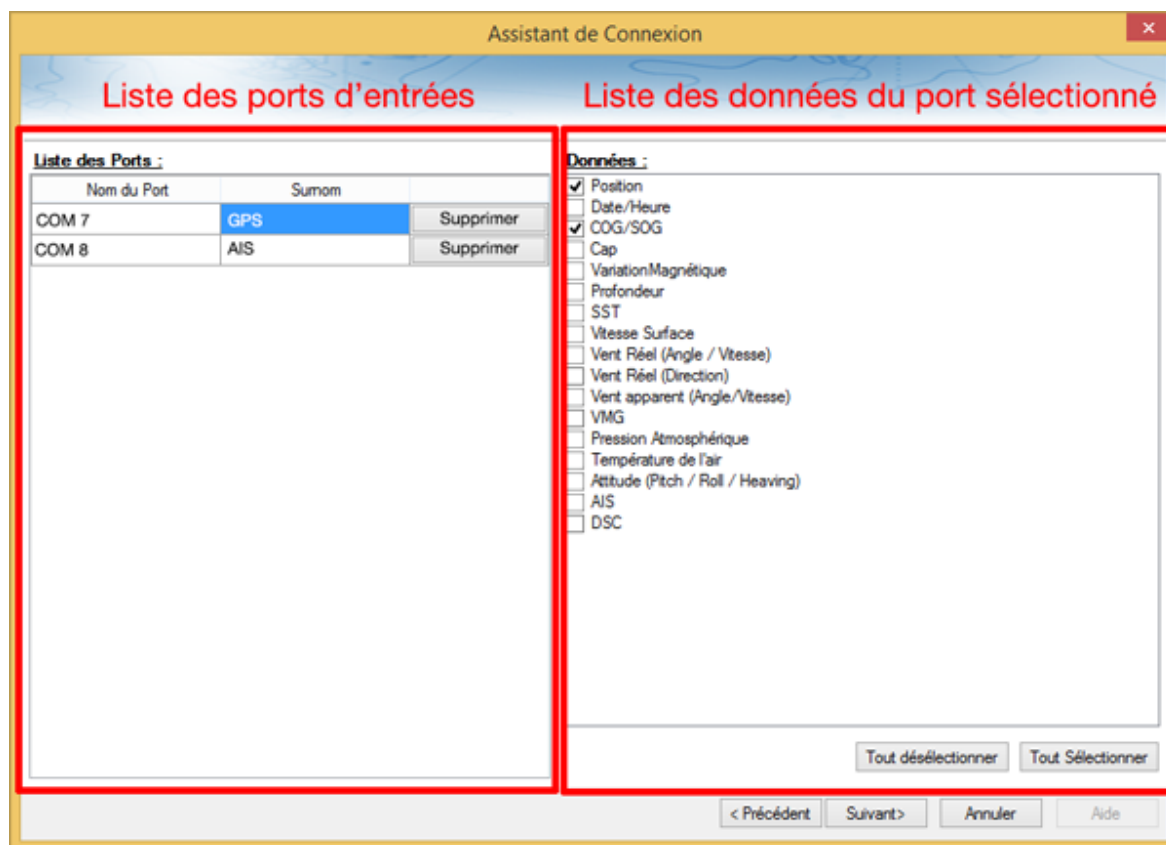 Assistant de Connexion
Liste des ports d'entrées
Liste des données du port sélectionné
Liste des Ports :
Nom du Port Surnom
COM 7 GPS Supprimer
COM 8 AIS Supprimer
Données :
Position
Date/Heure
COG/SOG
Cap
VariationMagnétique
Profondeur
SST
Vitesse Surface
Vent Réel (Angle / Vitesse)
Vent Réel (Direction)
Vent apparent (Angle/Vitesse)
VMG
Pression Atmosphérique
Température de l'air
Attitude (Pitch / Roll / Heaving)
AIS
DSC
Tout désélectionner Tout Sélectionner
< Précédent Suivant> Annuler Aide